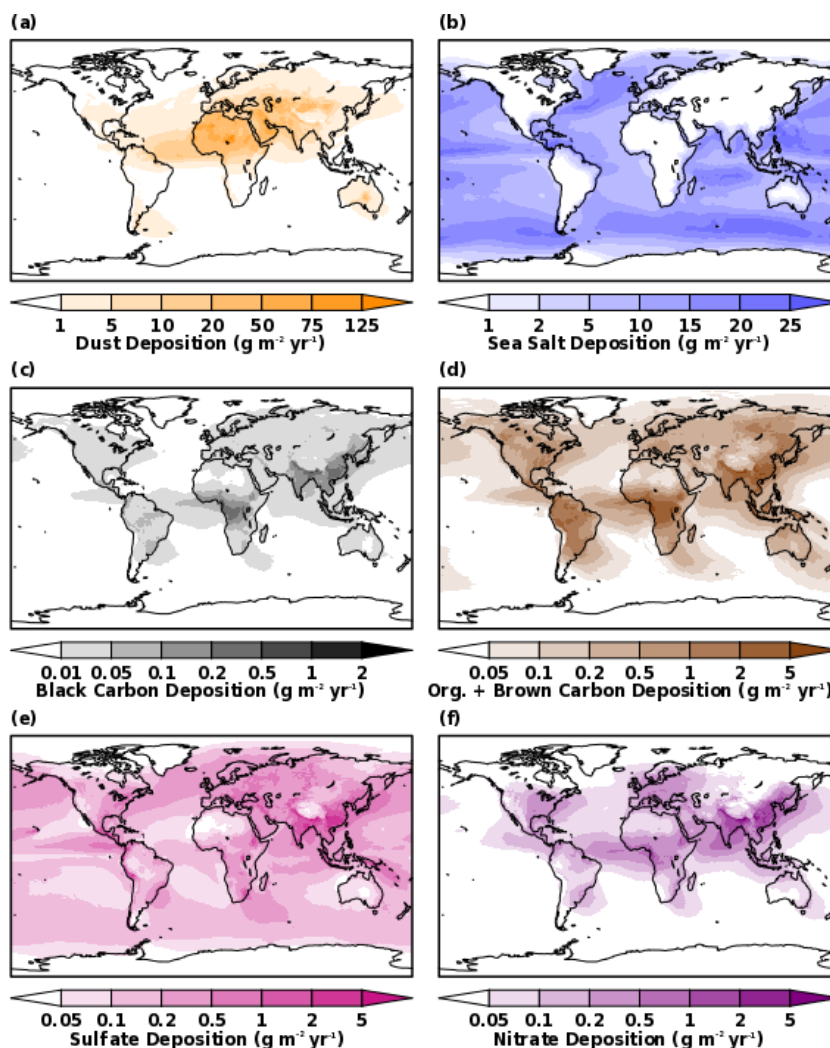 (a)
(b)
1 5 10 20 50 75 125
Dust Deposition (g m⁻² yr⁻¹)
1 2 5 10 15 20 25
Sea Salt Deposition (g m⁻² yr⁻¹)
(c)
(d)
0.01 0.05 0.1 0.2 0.5 1 2
Black Carbon Deposition (g m⁻² yr⁻¹)
0.05 0.1 0.2 0.5 1 2 5
Org. + Brown Carbon Deposition (g m⁻² yr⁻¹)
(e)
(f)
0.05 0.1 0.2 0.5 1 2 5
Sulfate Deposition (g m⁻² yr⁻¹)
0.05 0.1 0.2 0.5 1 2 5
Nitrate Deposition (g m⁻² yr⁻¹)